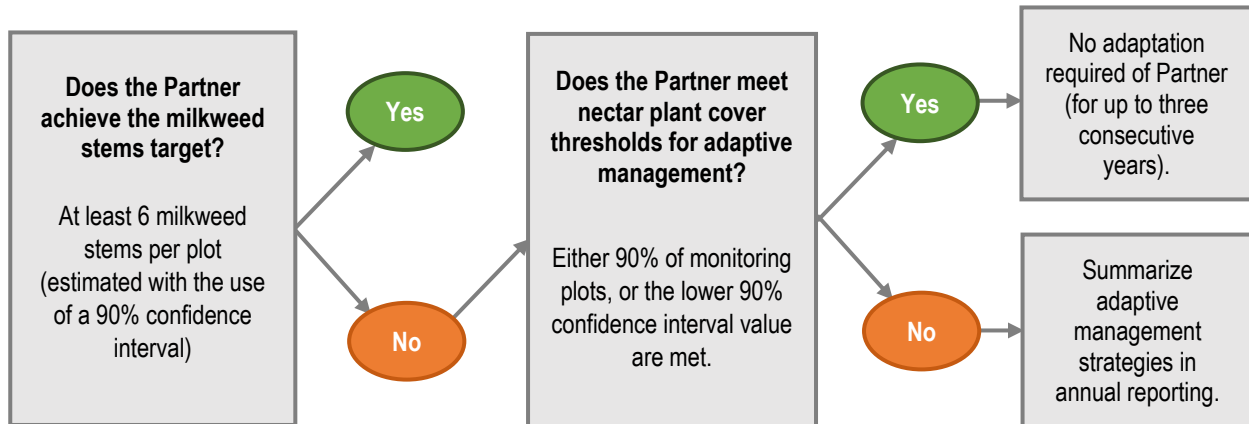 Does the Partner
achieve the milkweed
stems target?
At least 6 milkweed
stems per plot
(estimated with the use
of a 90% confidence
interval)
Yes
No
Does the Partner meet
nectar plant cover
thresholds for adaptive
management?
Either 90% of monitoring
plots, or the lower 90%
confidence interval value
are met.
Yes
No
No adaptation
required of Partner
(for up to three
consecutive
years).
Summarize
adaptive
management
strategies in
annual reporting.